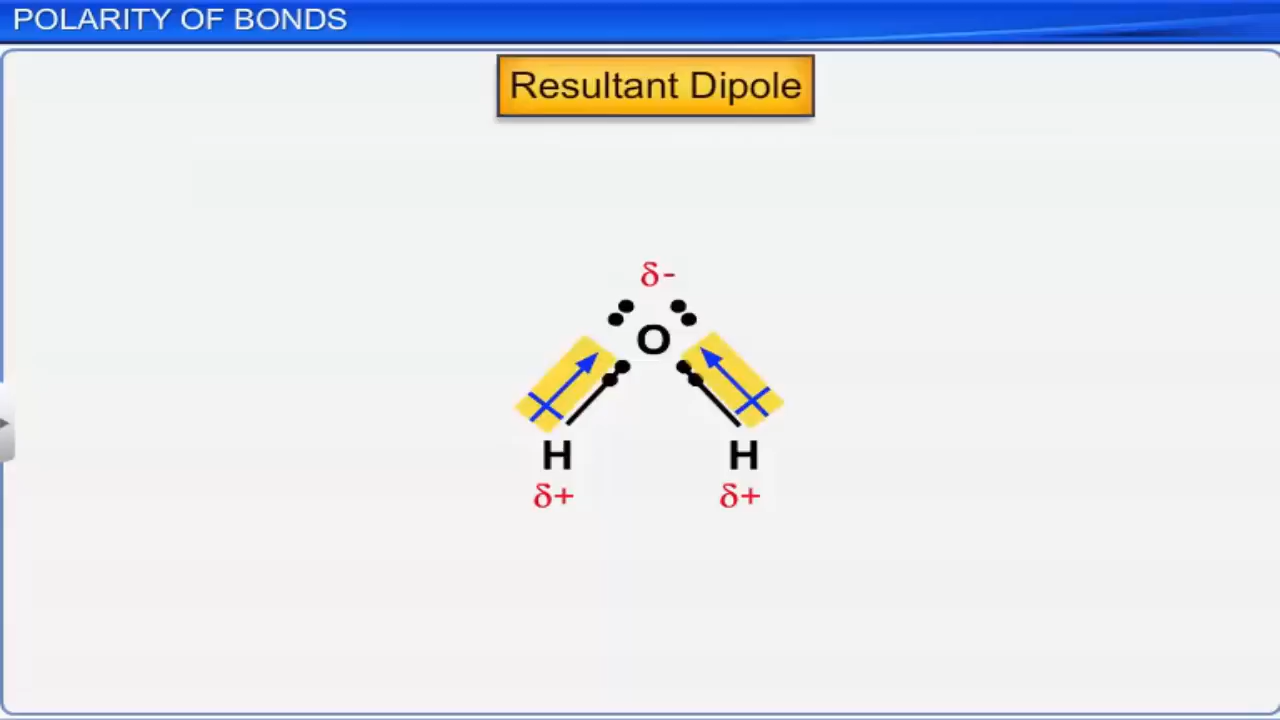 POLARITY OF BONDS
Resultant Dipole
δ-
O
H H
δ+ δ+